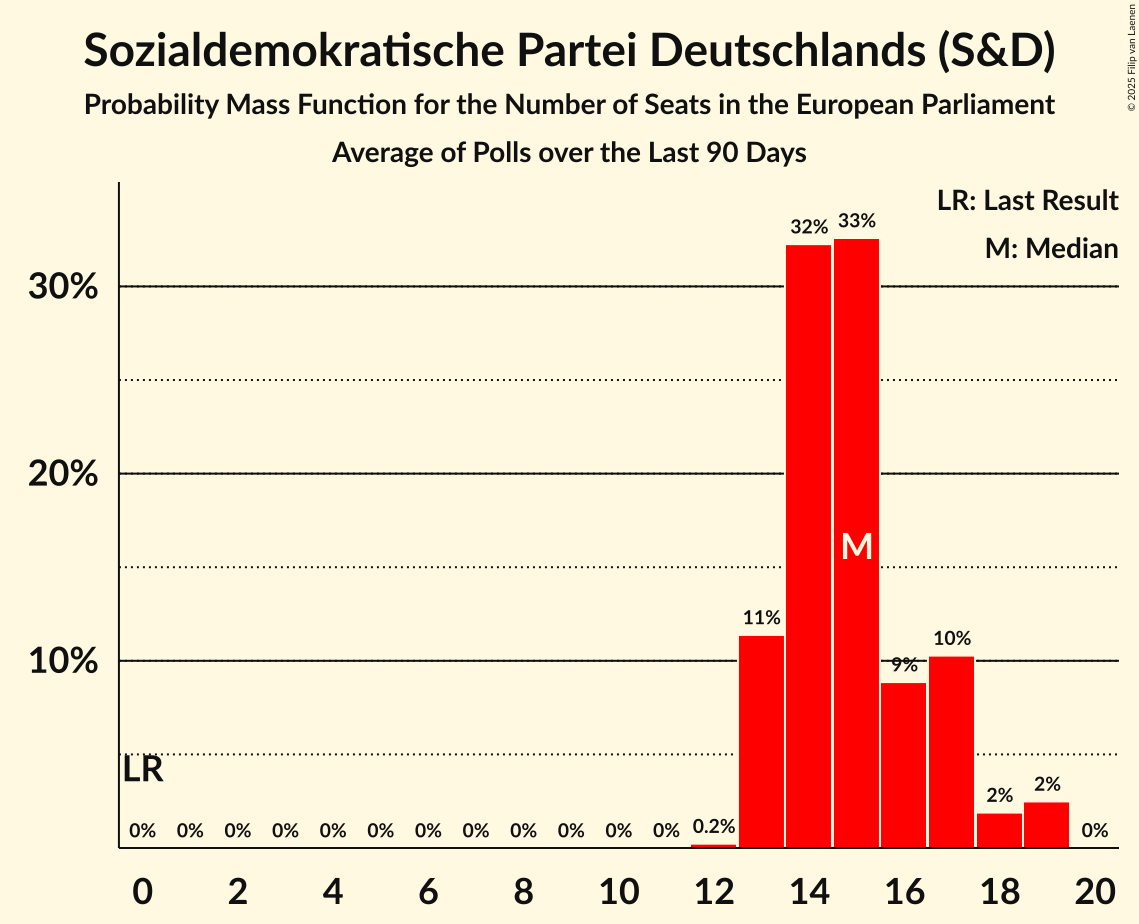 Sozialdemokratische Partei Deutschlands (S&D)
Probability Mass Function for the Number of Seats in the European Parliament
Average of Polls over the Last 90 Days
© 2025 Filip van Laenen
LR: Last Result
M: Median
30%
20%
10%
LR
M
0% 0% 0% 0% 0% 0% 0% 0% 0% 0% 0% 0% 0.2% 11% 32% 33% 9% 10% 2% 2% 0%
0 2 4 6 8 10 12 14 16 18 20